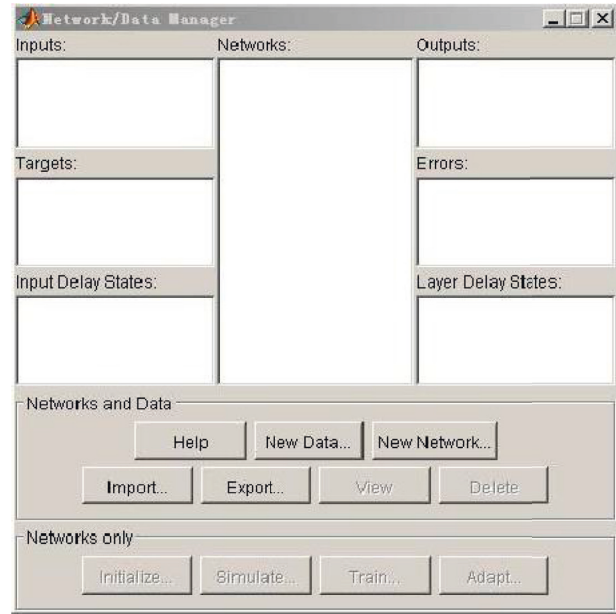 Network/Data Manager
Inputs: Networks: Outputs:
Targets: Errors:
Input Delay States: Layer Delay States:
Networks and Data
Help New Data... New Network...
Import... Export... View Delete
Networks only
Initialize... Simulate... Train... Adapt...